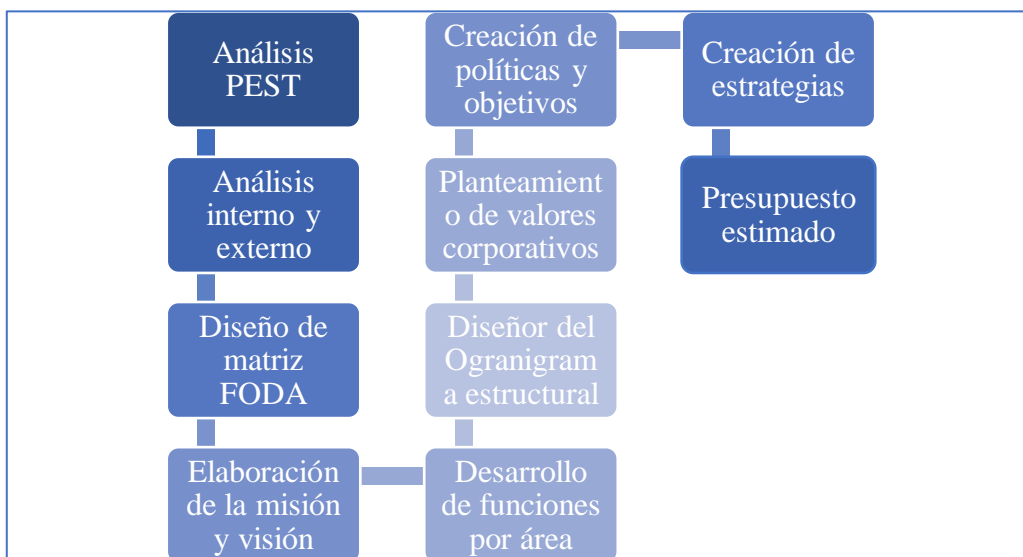 Análisis
PEST
Análisis
interno y
externo
Diseño de
matriz
FODA
Elaboración
de la misión
y visión
Desarrollo
de funciones
por área
Diseñor del
Ogranigram
a estructural
Planteamient
o de valores
corporativos
Creación de
políticas y
objetivos
Creación de
estrategias
Presupuesto
estimado